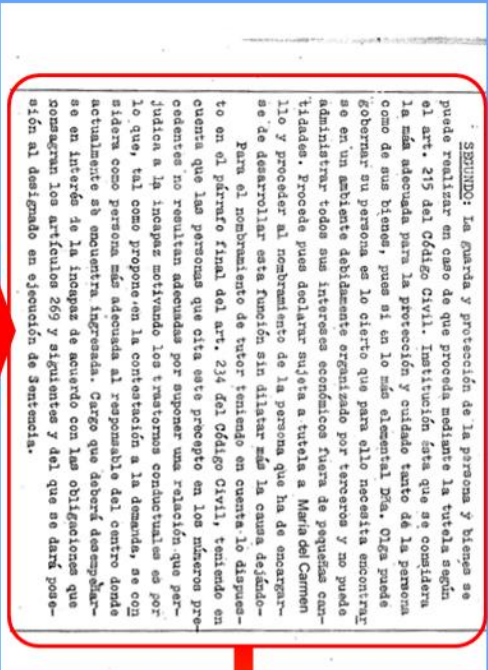 SEGUNDO: La guarda y protección de la persona y bienes se
puede realizar en caso de que proceda mediante la tutela según
el art. 215 del Código Civil. Institución ésta que se considera
la más adecuada para la protección y cuidado tanto de la persona
como de sus bienes, pues si en lo más elemental Dña. Olga puede
gobernar su persona es lo cierto que para ello necesita encontrar
se en un ambiente debidamente organizado por terceros y no puede
administrar todos sus intereses económicos fuera de pequeñas can-
tidades. Procede pues declarar sujeta a tutela a María del Carmen
llo y proceder al nombramiento de la persona que ha de encargar-
se de desarrollar esta función sin dilatar más la causa dejándo-
Para el nombramiento de tutor teniendo en cuenta lo dispues-
to en el párrafo final del art. 234 del Código Civil, teniendo en
cuenta que las personas que cita este precepto en los números pre-
cedentes no resultan adecuadas por suponer una relación que per-
judica a la incapaz motivando los trastornos conductuales es por
lo que, tal como propone en la contestación a la demanda, se con
sidera como persona más adecuada al responsable del centro donde
actualmente se encuentra ingresada. Cargo que deberá desempeñar-
se en interés de la incapaz de acuerdo con las obligaciones que
consagran los artículos 269 y siguientes y del que se dará pose-
sión al designado en ejecución de Sentencia.